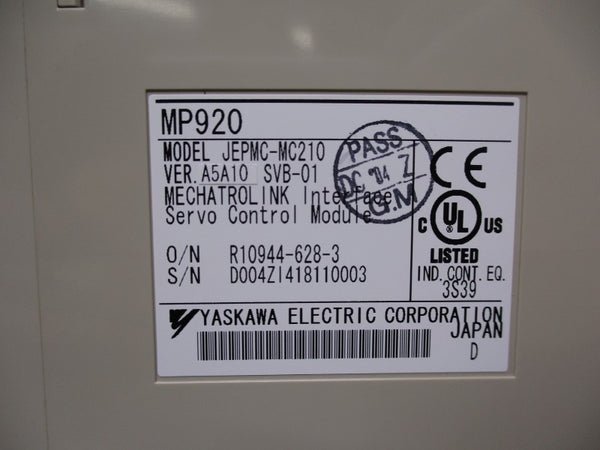 MP920
MODEL JEPMC-MC210
VER. A5A10 SVB-01
MECHATROLINK Interface
Servo Control Module
PASS
DC '04 Z
G.M
CE
C UL US
LISTED
IND. CONT. EQ.
3S39
O/N R10944-628-3
S/N D004Z1418110003
YASKAWA ELECTRIC CORPORATION
JAPAN
D